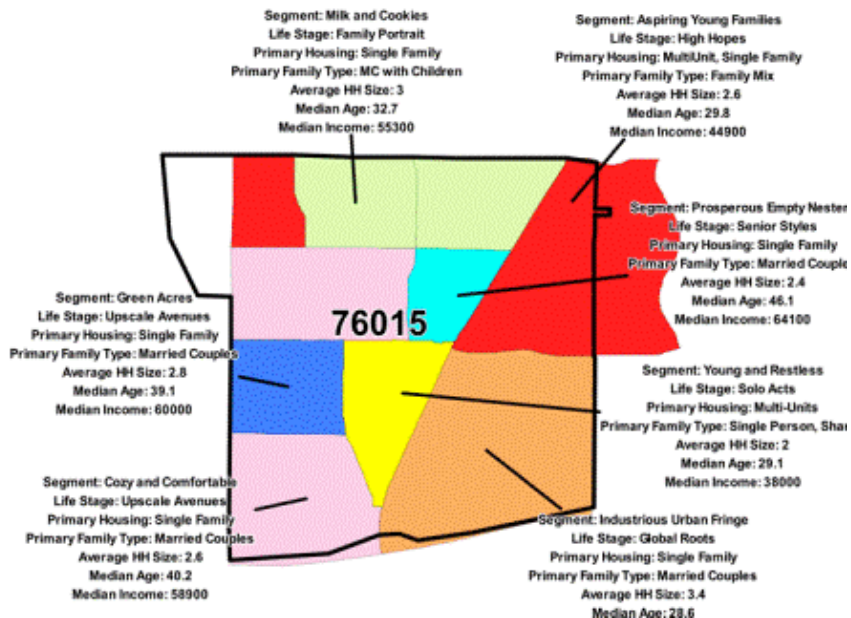 Segment: Milk and Cookies
Life Stage: Family Portrait
Primary Housing: Single Family
Primary Family Type: MC with Children
Average HH Size: 3
Median Age: 32.7
Median Income: 55300
Segment: Aspiring Young Families
Life Stage: High Hopes
Primary Housing: MultiUnit, Single Family
Primary Family Type: Family Mix
Average HH Size: 2.6
Median Age: 29.8
Median Income: 44900
Segment: Prosperous Empty Nester
Life Stage: Senior Styles
Primary Housing: Single Family
Primary Family Type: Married Couple
Average HH Size: 2.4
Median Age: 46.1
Median Income: 64100
76015
Segment: Green Acres
Life Stage: Upscale Avenues
Primary Housing: Single Family
Primary Family Type: Married Couples
Average HH Size: 2.8
Median Age: 39.1
Median Income: 60000
Segment: Young and Restless
Life Stage: Solo Acts
Primary Housing: Multi-Units
Primary Family Type: Single Person, Shar
Average HH Size: 2
Median Age: 29.1
Median Income: 38000
Segment: Cozy and Comfortable
Life Stage: Upscale Avenues
Primary Housing: Single Family
Primary Family Type: Married Couples
Average HH Size: 2.6
Median Age: 40.2
Median Income: 58900
Segment: Industrious Urban Fringe
Life Stage: Global Roots
Primary Housing: Single Family
Primary Family Type: Married Couples
Average HH Size: 3.4
Median Age: 28.6